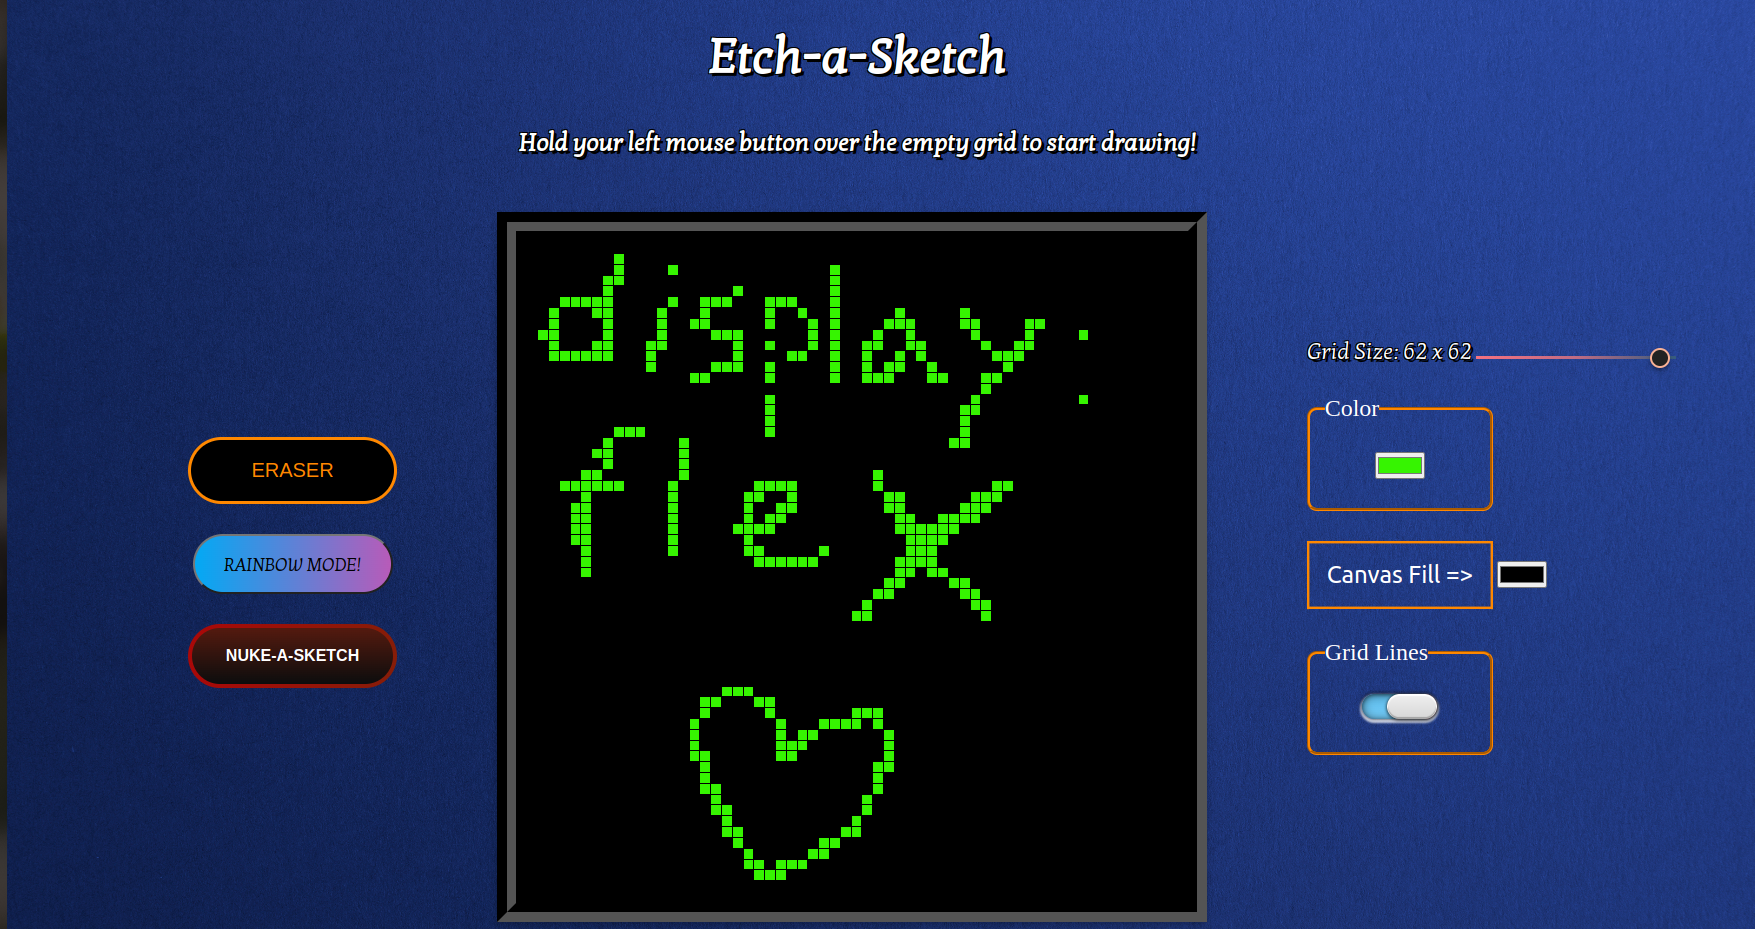 Etch-a-Sketch
Hold your left mouse button over the empty grid to start drawing!
display:
flex
ERASER
RAINBOW MODE!
NUKE-A-SKETCH
Grid Size: 62 x 62
Color
Canvas Fill =>
Grid Lines